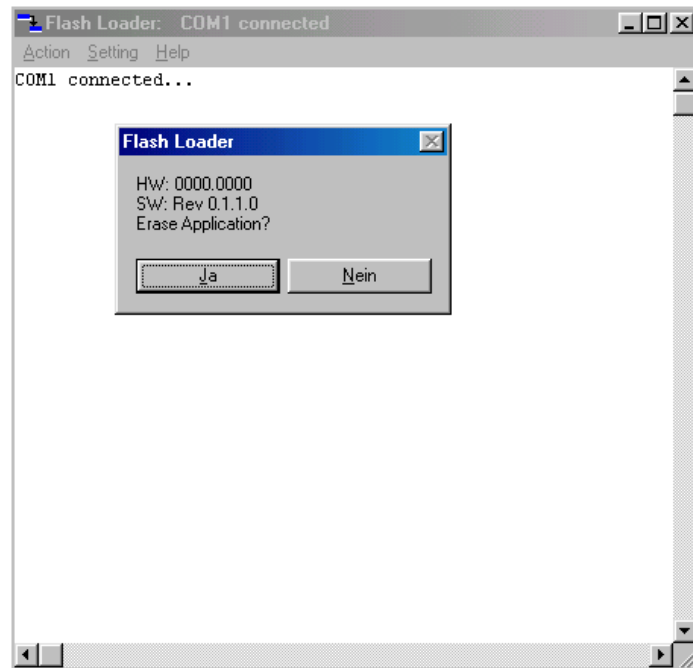 Flash Loader: COM1 connected
Action Setting Help
COM1 connected...
Flash Loader
HW: 0000.0000
SW: Rev 0.1.1.0
Erase Application?
Ja Nein